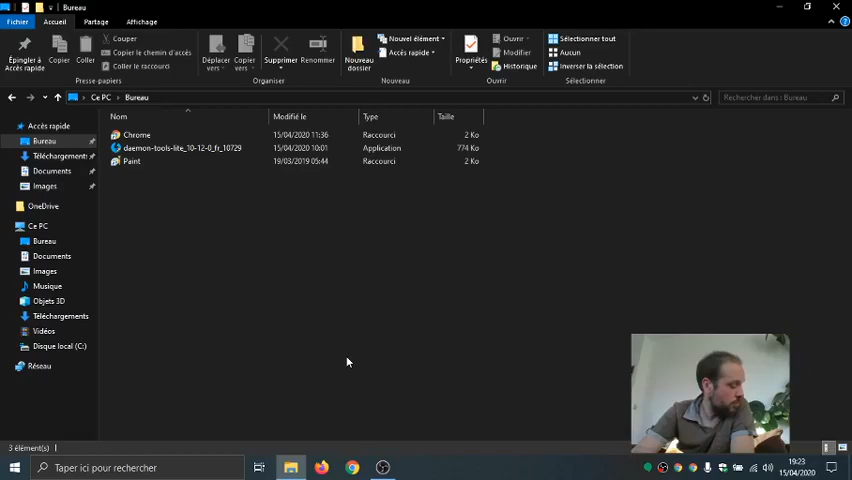 Bureau
Fichier Accueil Partage Affichage
Épingler à Accès rapide
Copier
Coller
Couper
Copier le chemin d'accès
Coller le raccourci
Presse-papiers
Déplacer vers
Copier vers
Supprimer
Renommer
Organiser
Nouveau dossier
Nouvel élément
Accès rapide
Nouveau
Propriétés
Ouvrir
Modifier
Historique
Ouvrir
Sélectionner tout
Aucun
Inverser la sélection
Sélectionner
Ce PC > Bureau
Rechercher dans : Bureau
Nom Modifié le Type Taille
Chrome 15/04/2020 11:36 Raccourci 2 Ko
daemon-tools-lite_10-12-0_fr_10729 15/04/2020 10:01 Application 774 Ko
Paint 19/03/2019 05:44 Raccourci 2 Ko
Accès rapide
Bureau
Téléchargements
Documents
Images
OneDrive
Ce PC
Bureau
Documents
Images
Musique
Objets 3D
Téléchargements
Vidéos
Disque local (C:)
Réseau
3 élément(s)
Taper ici pour rechercher
19:23
15/04/2020